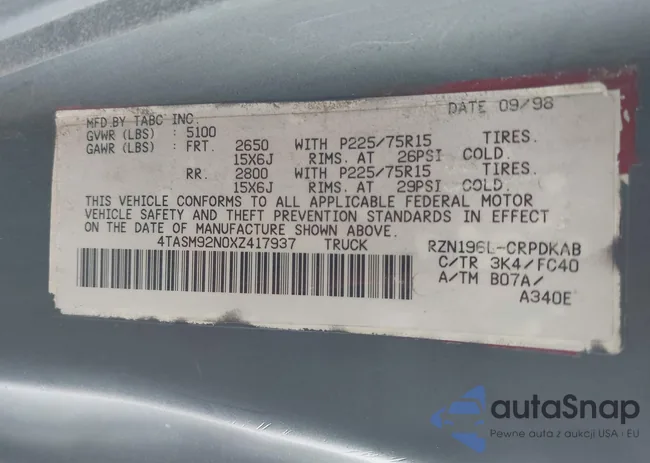 MFD BY TABC INC. DATE 09/98
GVWR (LBS) : 5100
GAWR (LBS) : FRT. 2650 WITH P225/75R15 TIRES.
15X6J RIMS. AT 26PSI COLD.
RR. 2800 WITH P225/75R15 TIRES.
15X6J RIMS. AT 29PSI COLD.
THIS VEHICLE CONFORMS TO ALL APPLICABLE FEDERAL MOTOR
VEHICLE SAFETY AND THEFT PREVENTION STANDARDS IN EFFECT
ON THE DATE OF MANUFACTURE SHOWN ABOVE.
4TASM92N0XZ417937 TRUCK RZN196L-CRPDKAB
C/TR 3K4/FC40
A/TM B07A/
A340E
autaSnap
Pewne auta z aukcji USA i EU